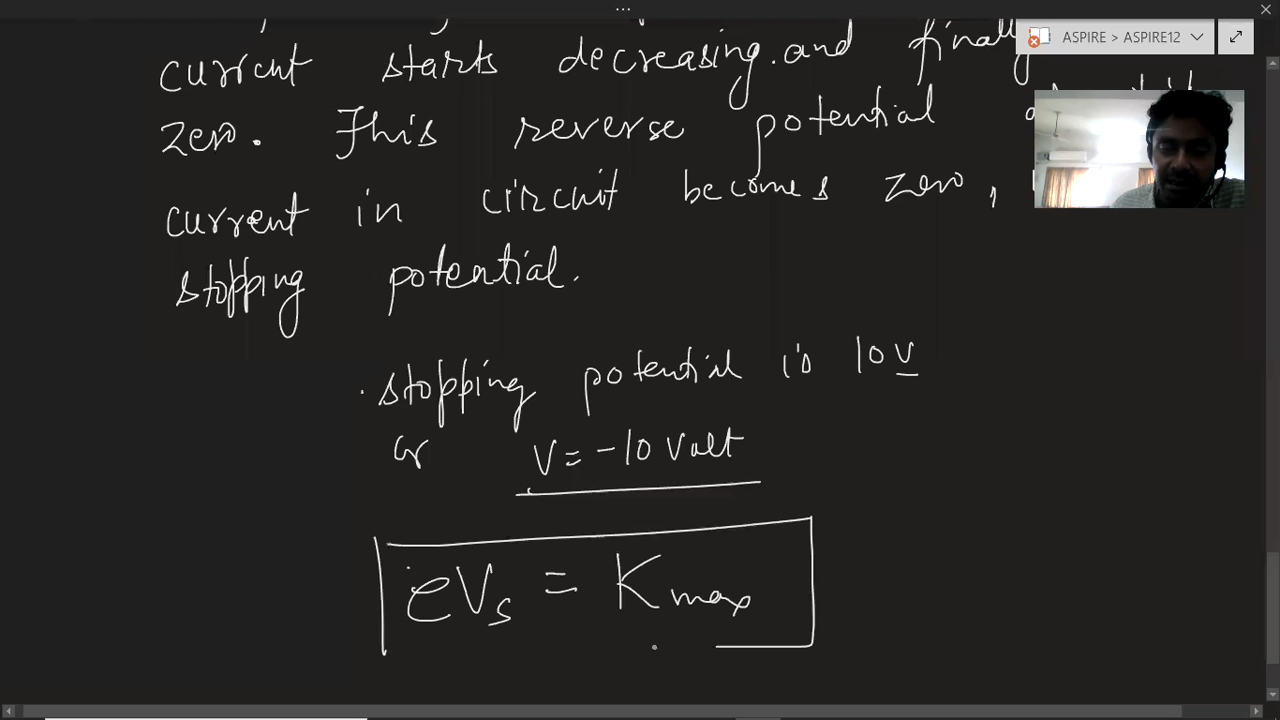 ASPIRE > ASPIRE12
current starts decreasing. and finally
zero. This reverse potential
current in circuit becomes zero,
stopping potential.
. stopping potential is 10 V
or V = -10 Volt
eVs = Kmax